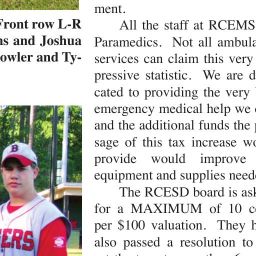 Front row L-R
ns and Joshua
owler and Ty-
ment.
All the staff at RCEMS
Paramedics. Not all ambula
services can claim this very
pressive statistic. We are d
cated to providing the very
emergency medical help we
and the additional funds the p
sage of this tax increase wo
provide would improve
equipment and supplies neede
The RCESD board is ask
for a MAXIMUM of 10 ce
per $100 valuation. They h
also passed a resolution to
ERS